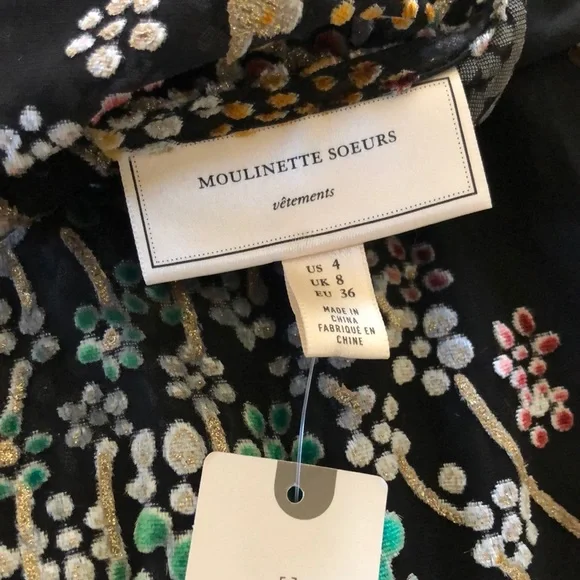 MOULINETTE SOEURS
vêtements
US 4
UK 8
EU 36
MADE IN
CHINA
FABRIQUÉ EN
CHINE